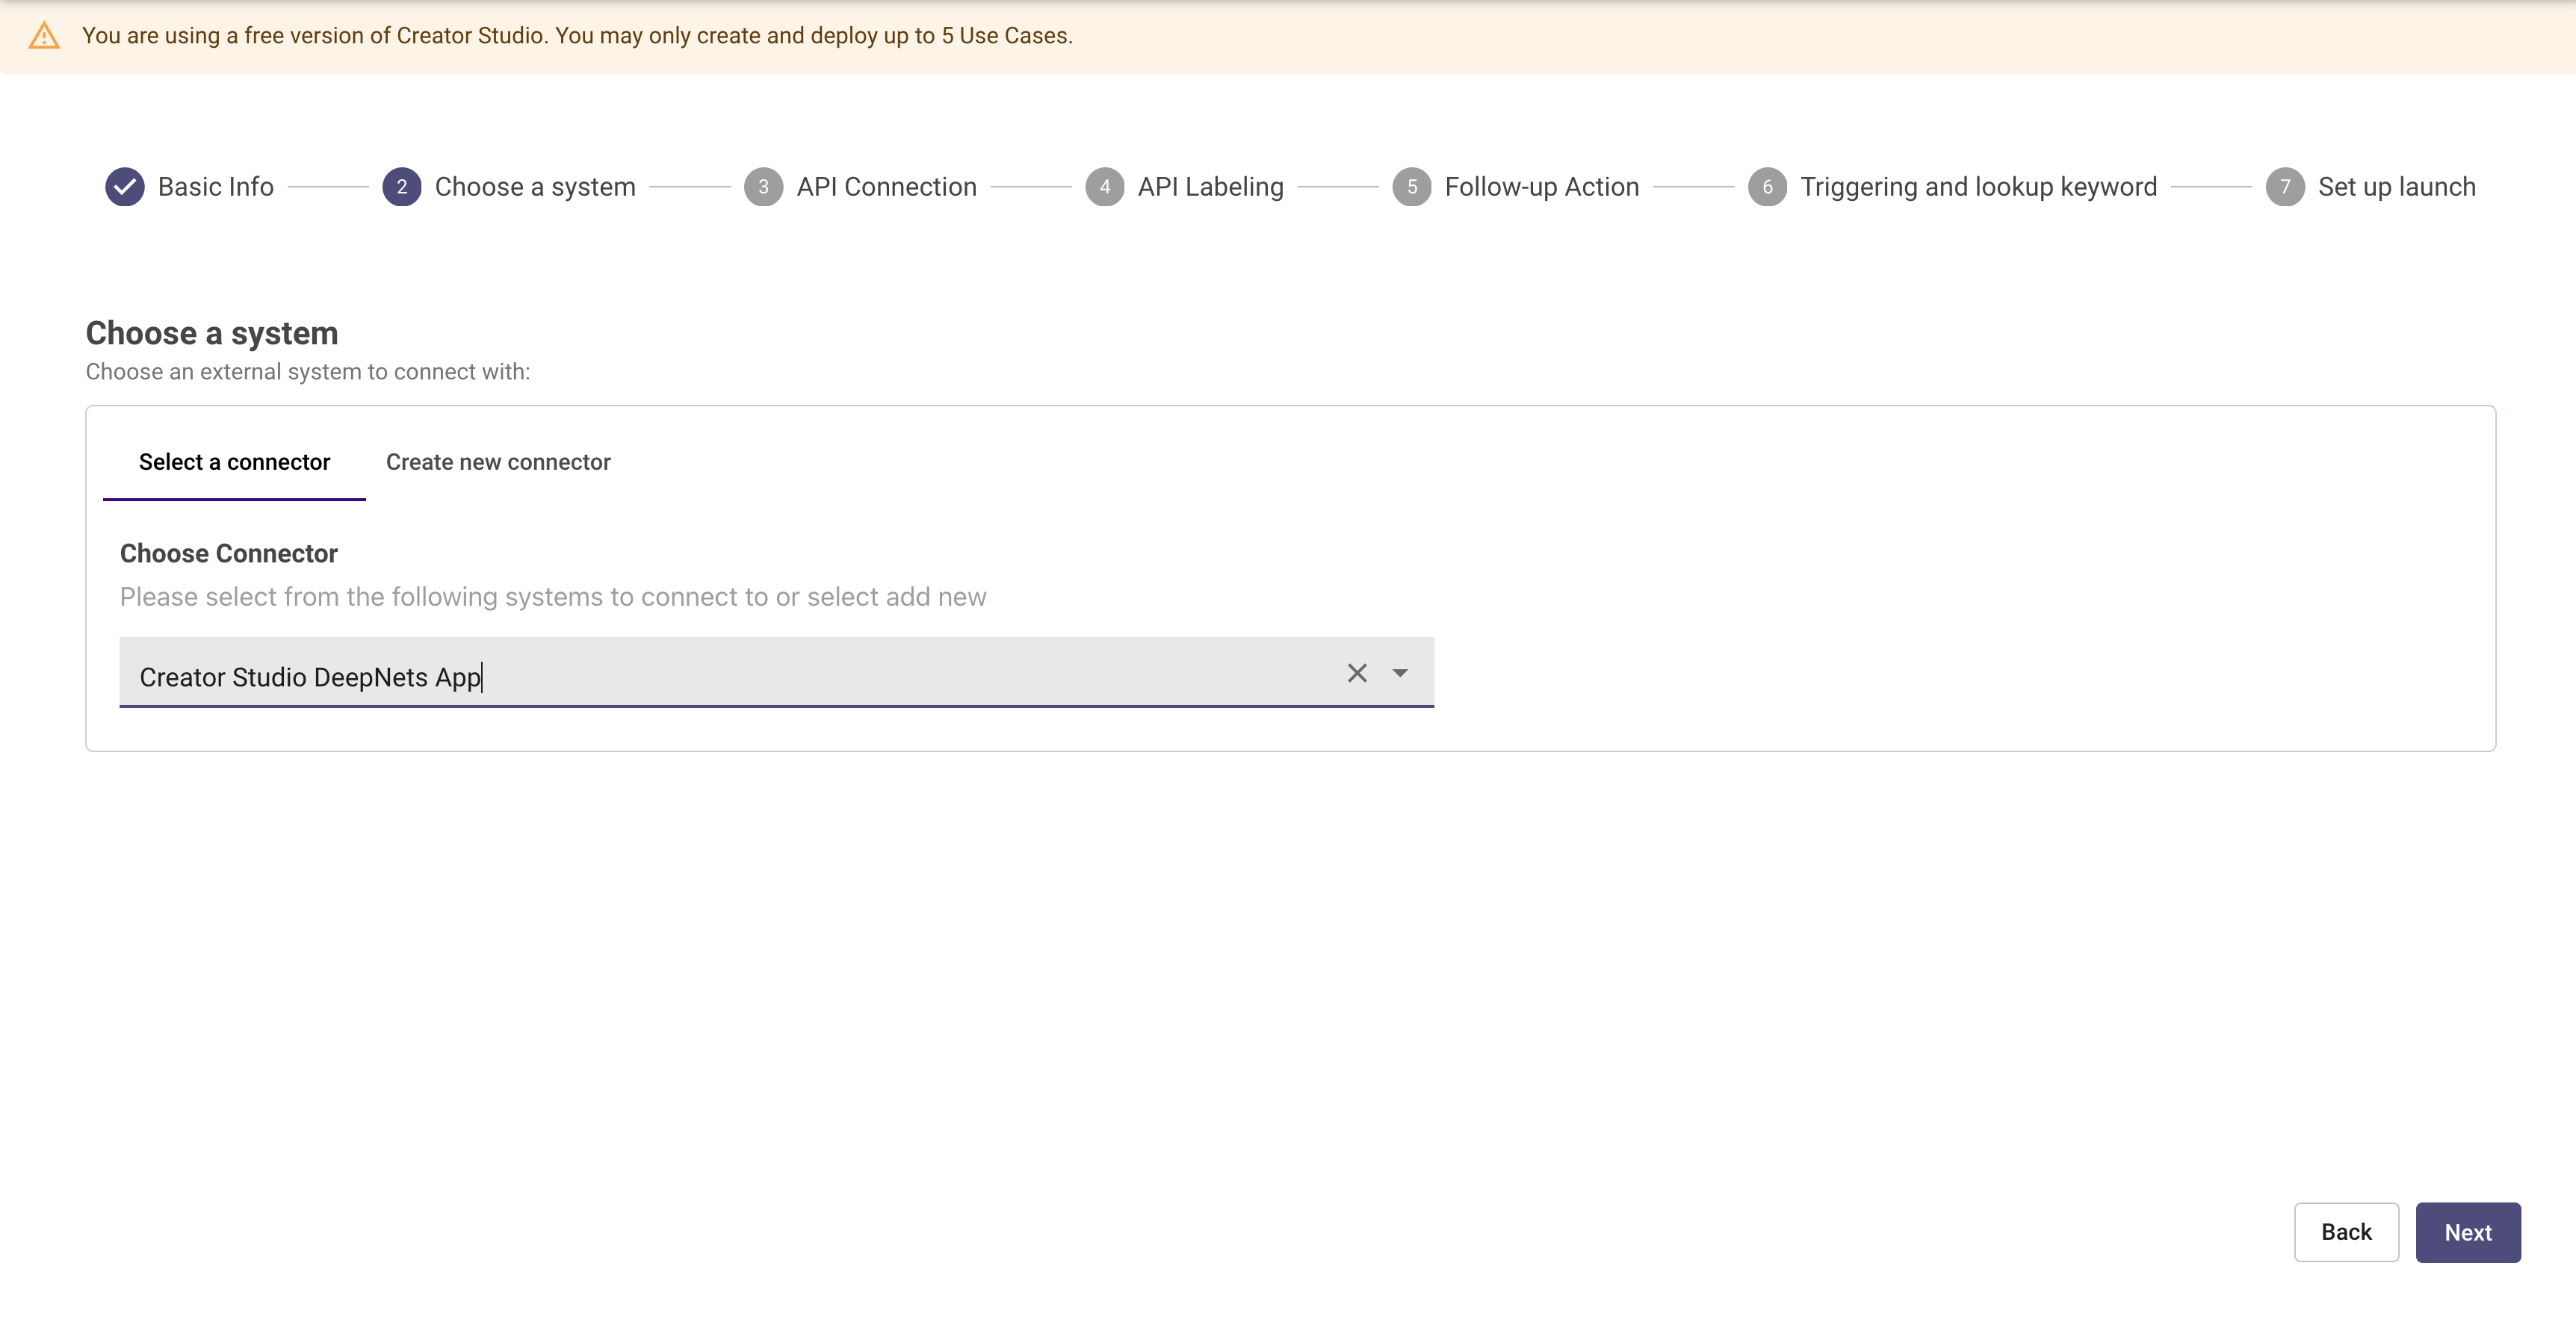 You are using a free version of Creator Studio. You may only create and deploy up to 5 Use Cases.
Basic Info 2 Choose a system 3 API Connection 4 API Labeling 5 Follow-up Action 6 Triggering and lookup keyword 7 Set up launch
Choose a system
Choose an external system to connect with:
Select a connector Create new connector
Choose Connector
Please select from the following systems to connect to or select add new
Creator Studio DeepNets App
Back Next